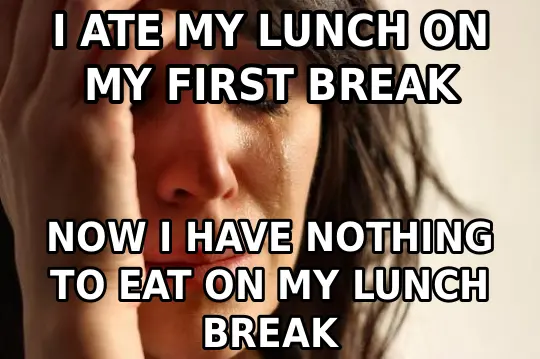 I ATE MY LUNCH ON
MY FIRST BREAK
NOW I HAVE NOTHING
TO EAT ON MY LUNCH
BREAK